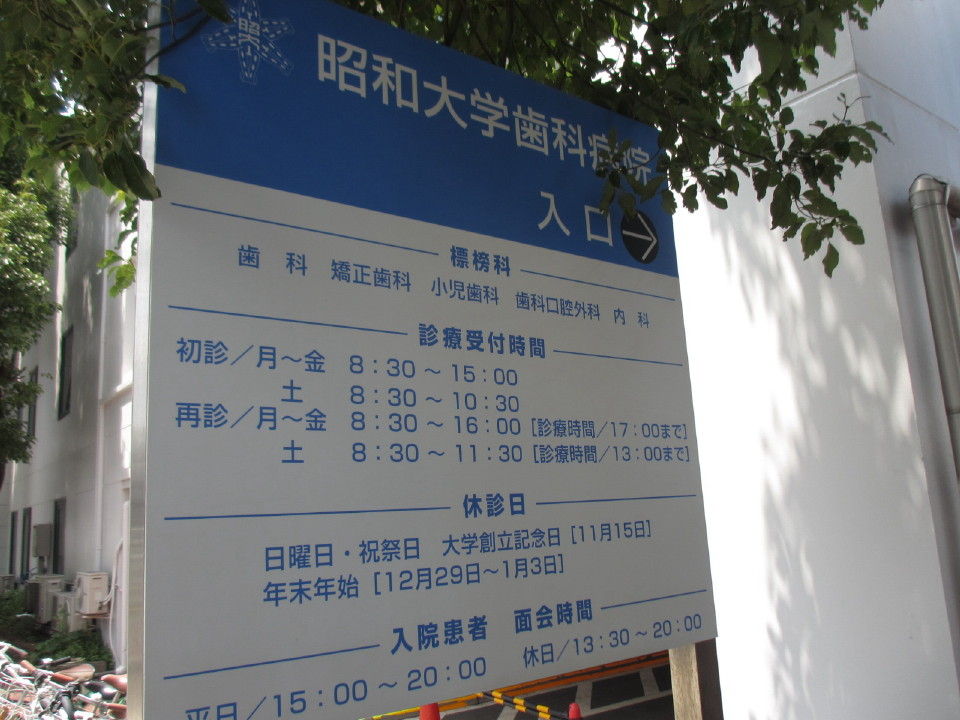 昭和大学歯科病院
入口→
標榜科
歯 科 矯正歯科 小児歯科 歯科口腔外科 内 科
診療受付時間
初診／月～金 8：30～15：00
土 8：30～10：30
再診／月～金 8：30～16：00［診療時間／17：00まで］
土 8：30～11：30［診療時間／13：00まで］
休診日
日曜日・祝祭日 大学創立記念日［11月15日］
年末年始［12月29日～1月3日］
入院患者 面会時間
平日／15：00～20：00 休日／13：30～20：00